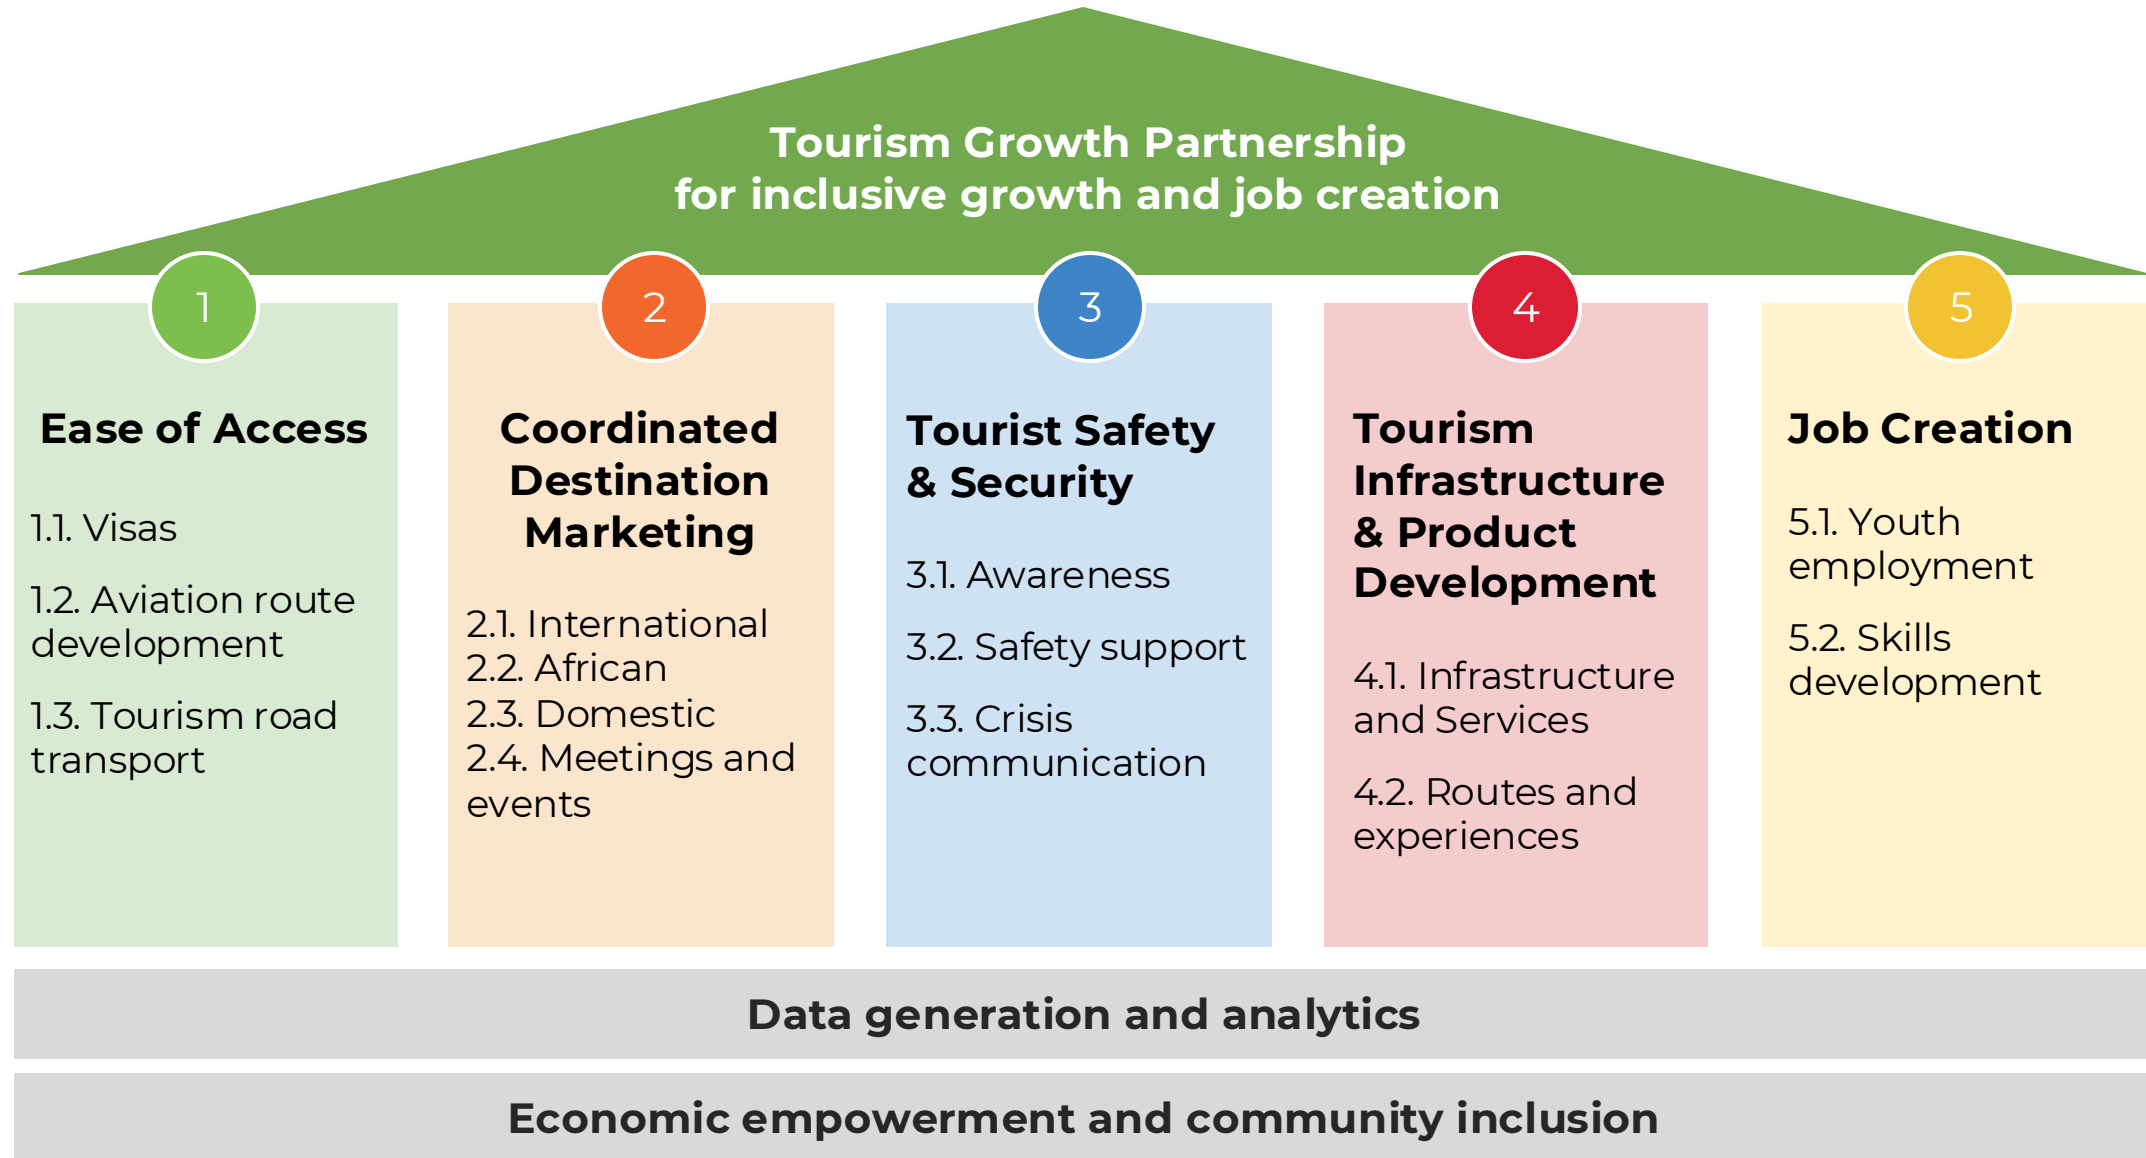 Tourism Growth Partnership
for inclusive growth and job creation
1
Ease of Access
1.1. Visas
1.2. Aviation route
development
1.3. Tourism road
transport
2
Coordinated
Destination
Marketing
2.1. International
2.2. African
2.3. Domestic
2.4. Meetings and
events
3
Tourist Safety
& Security
3.1. Awareness
3.2. Safety support
3.3. Crisis
communication
4
Tourism
Infrastructure
& Product
Development
4.1. Infrastructure
and Services
4.2. Routes and
experiences
5
Job Creation
5.1. Youth
employment
5.2. Skills
development
Data generation and analytics
Economic empowerment and community inclusion